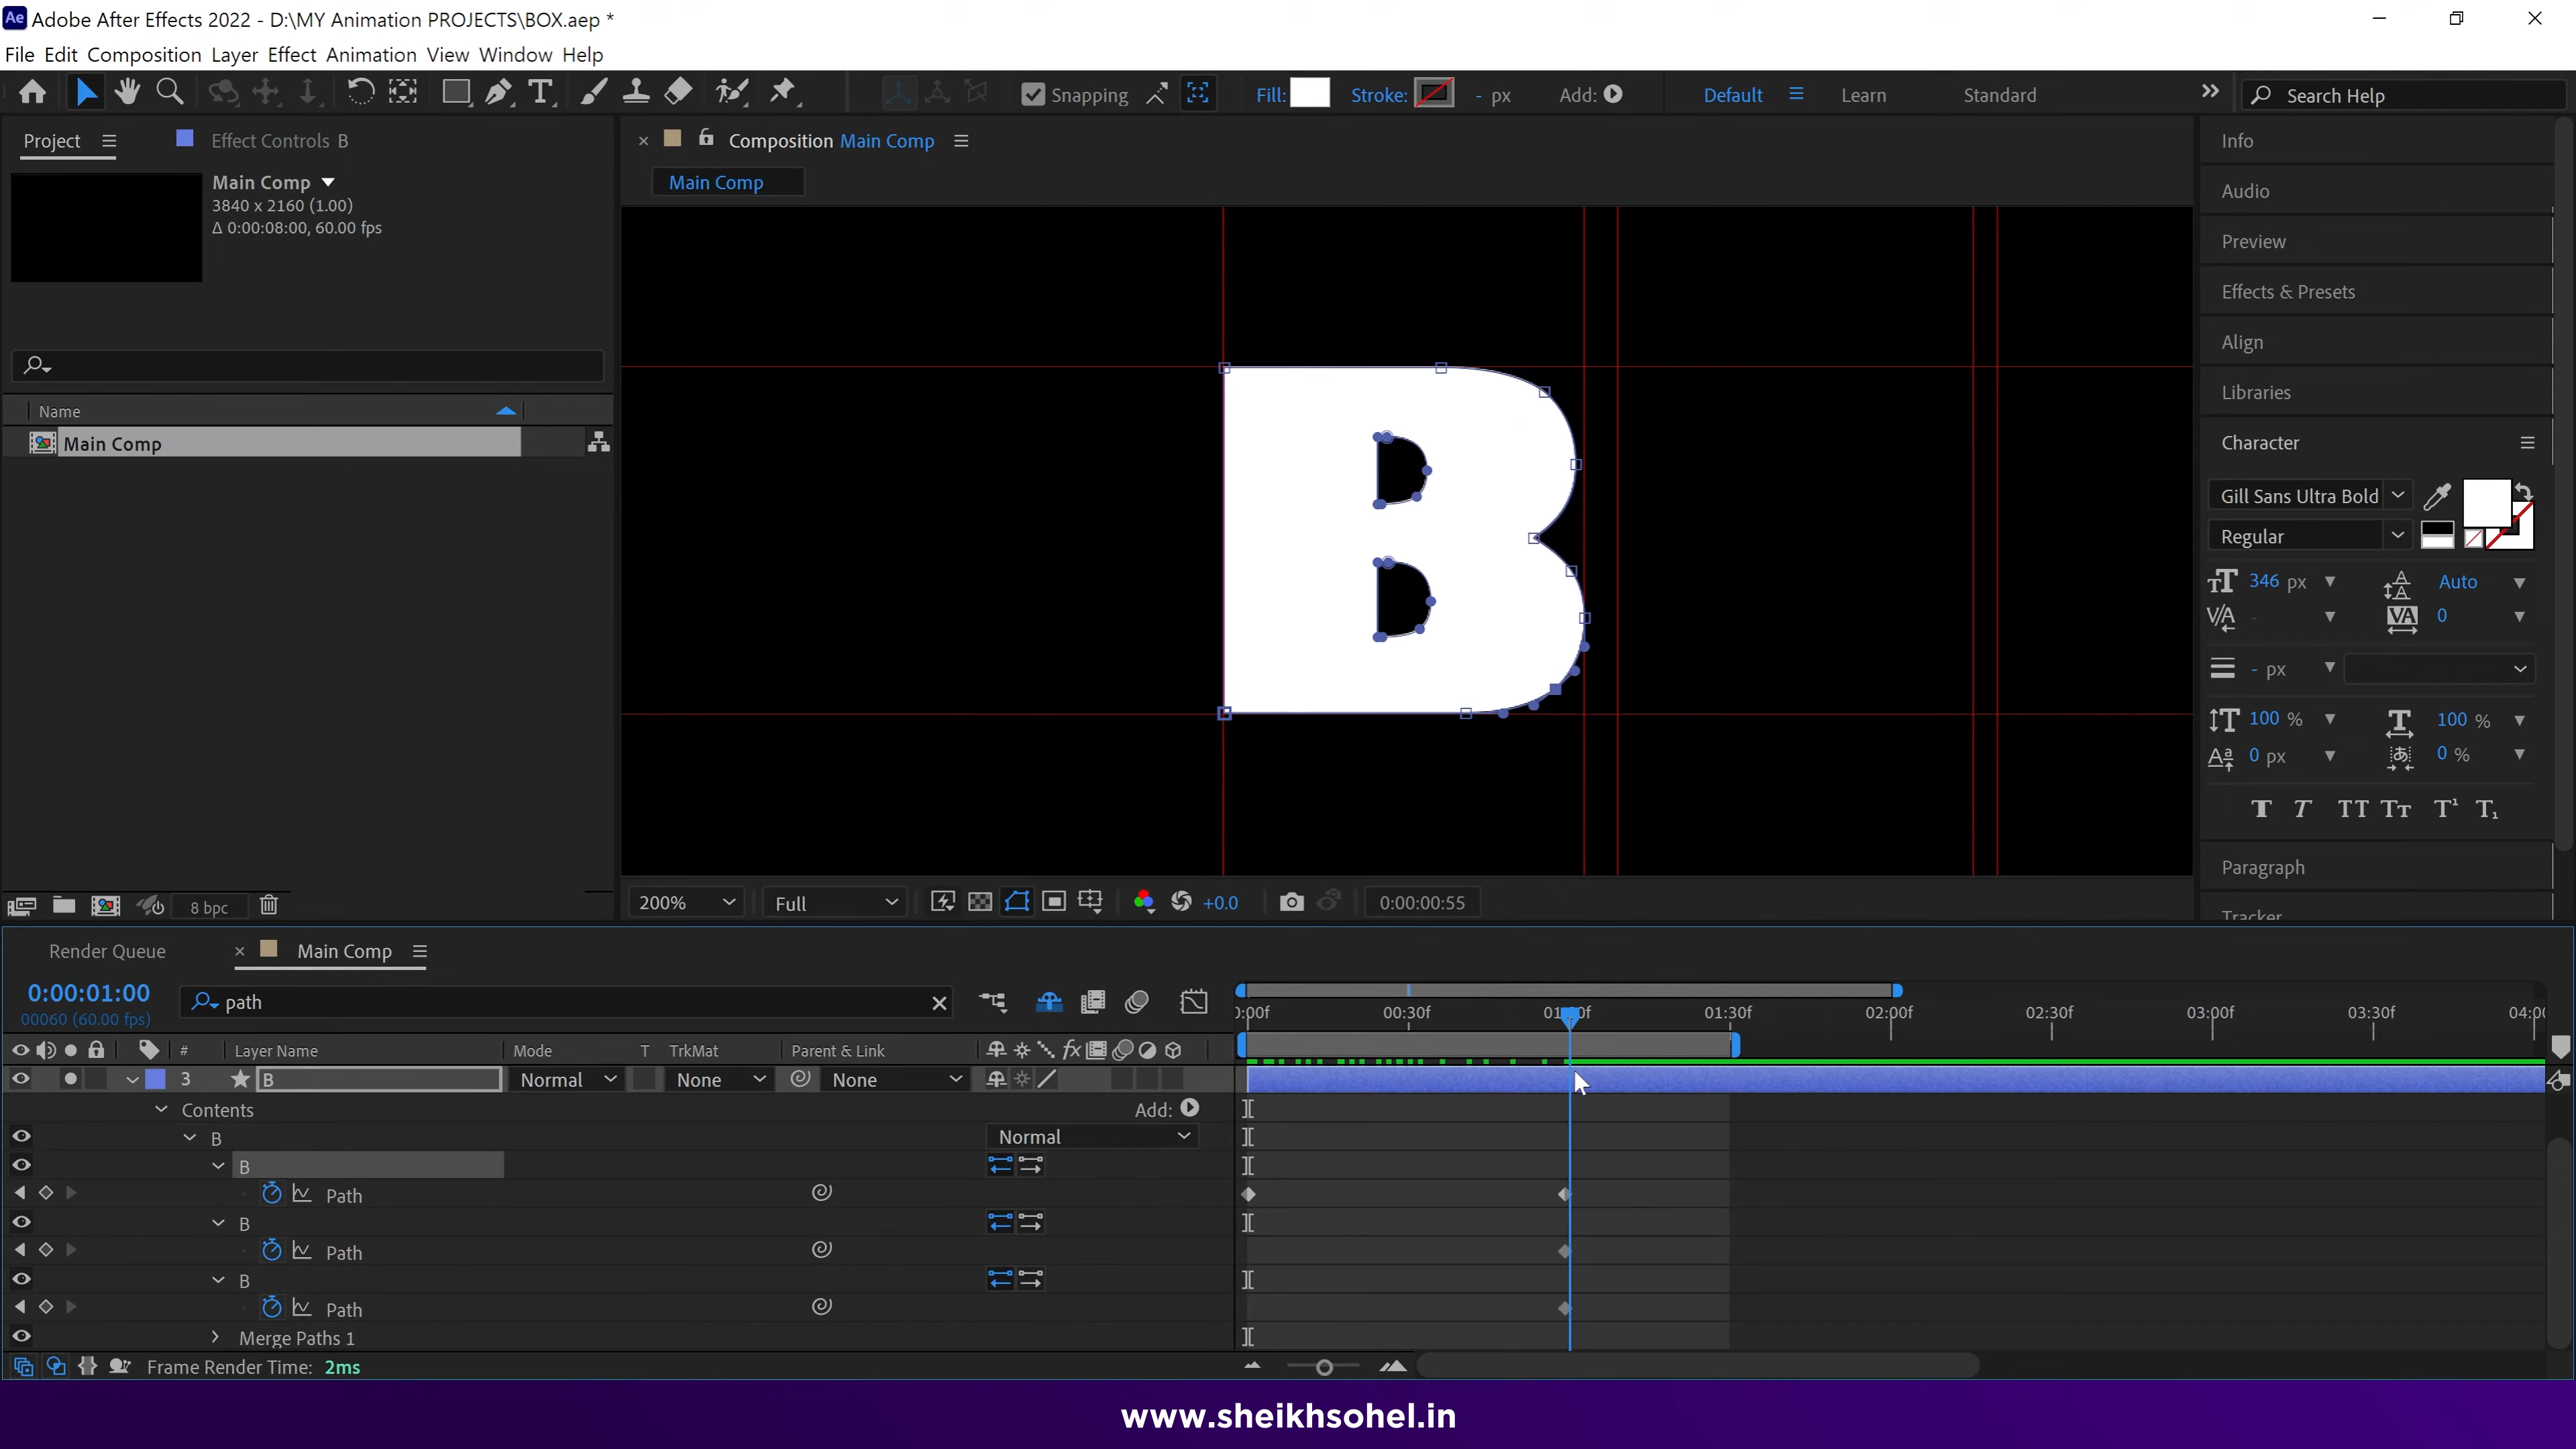 Ae Adobe After Effects 2022 - D:\MY Animation PROJECTS\BOX.aep *
File Edit Composition Layer Effect Animation View Window Help
Snapping Fill: Stroke: - px Add: Default Learn Standard Search Help
Project Effect Controls B
Main Comp
3840 x 2160 (1.00)
Δ 0:00:08:00, 60.00 fps
Name
Main Comp
8 bpc
Composition Main Comp
Main Comp
B
200% Full +0.0 0:00:00:55
Info
Audio
Preview
Effects & Presets
Align
Libraries
Character
Gill Sans Ultra Bold
Regular
346 px Auto
- 0
- px
100 % 100 %
0 px 0 %
T T TT TT T¹ T₁
Paragraph
Tracker
Render Queue Main Comp
0:00:01:00 path
00060 (60.00 fps)
00:30f 01:30f 02:00f 02:30f 03:00f 03:30f
# Layer Name Mode T TrkMat Parent & Link
3 B Normal None None
Contents Add:
B Normal
B
Path
B
Path
B
Path
Merge Paths 1
Frame Render Time: 2ms
www.sheikhsohel.in